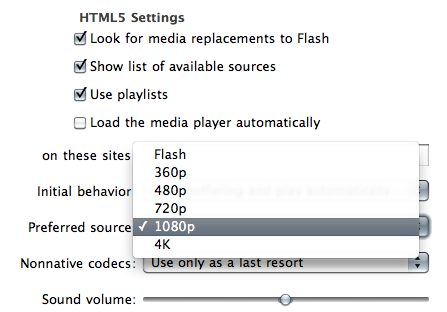 HTML5 Settings
Look for media replacements to Flash
Show list of available sources
Use playlists
Load the media player automatically
on these sites
Flash
360p
Initial behavior
480p
720p
Preferred source
1080p
4K
Nonnative codecs: Use only as a last resort
Sound volume: